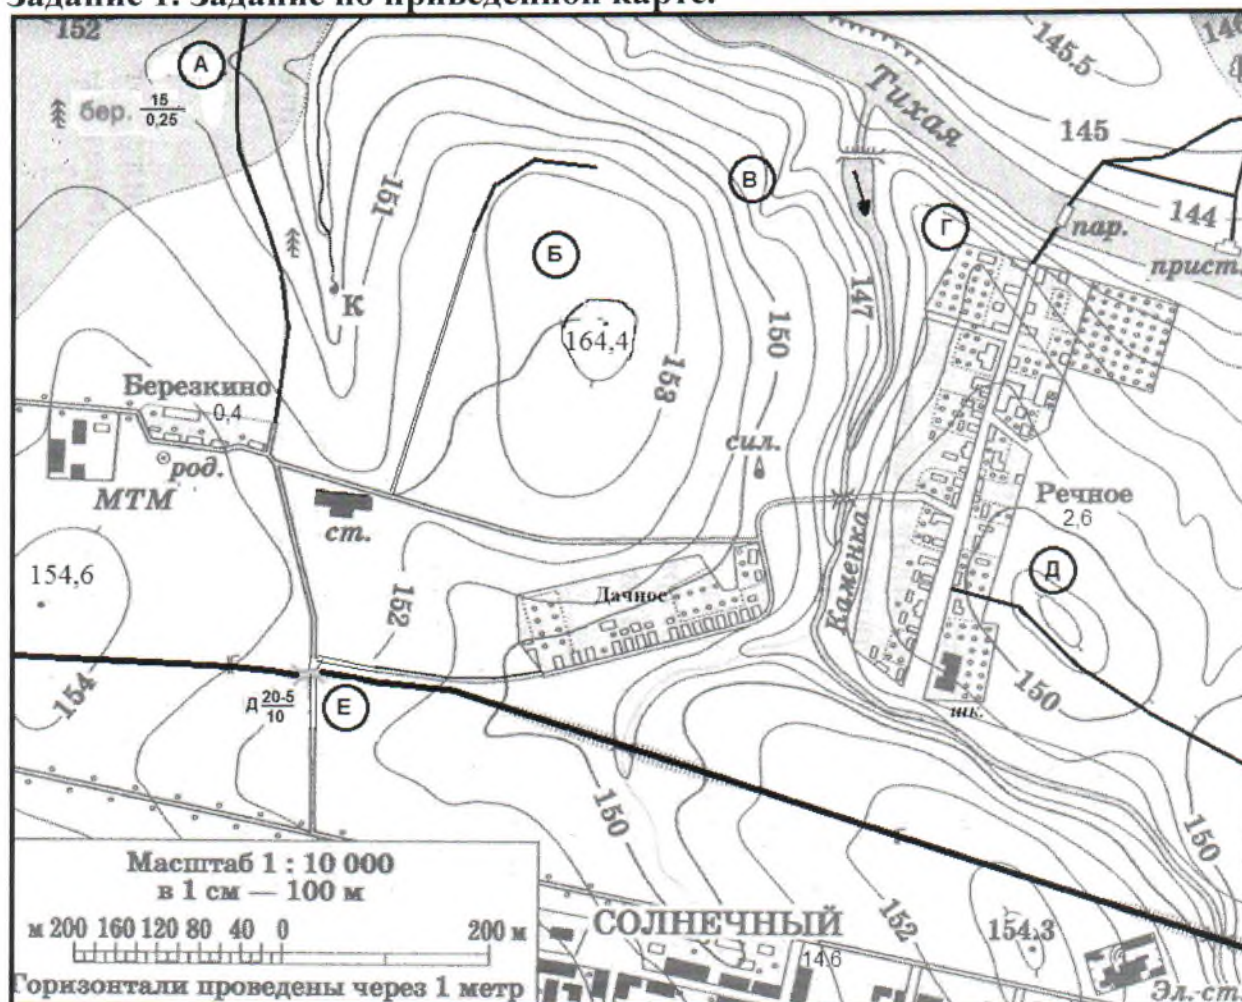 Задание 1. Задание по приведенной карте.
152
А
бер. 15
0,25
151
Б
164,4
В
Тихая
145.5
145
144
Г
пар.
прист.
147
150
153
сил.
К
Березкино
0,4
род.
МТМ
ст.
154,6
154
152
Дачное
Каменка
Речное
2,6
Д
150
шк.
Д 20-5
10
Е
150
150
152
154.3
СОЛНЕЧНЫЙ
14,6
Эл.-ст.
Масштаб 1 : 10 000
в 1 см — 100 м
м 200 160 120 80 40 0 200 м
Горизонтали проведены через 1 метр